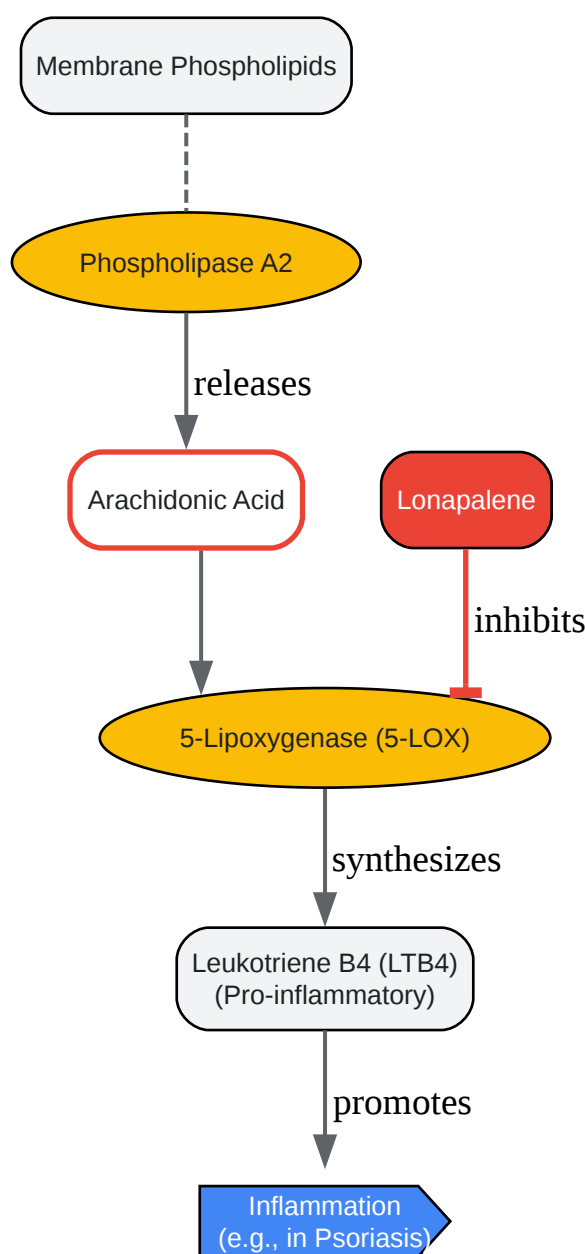 Membrane Phospholipids
Phospholipase A2
releases
Arachidonic Acid
Lonapalene
inhibits
5-Lipoxygenase (5-LOX)
synthesizes
Leukotriene B4 (LTB4)
(Pro-inflammatory)
promotes
Inflammation
(e.g., in Psoriasis)